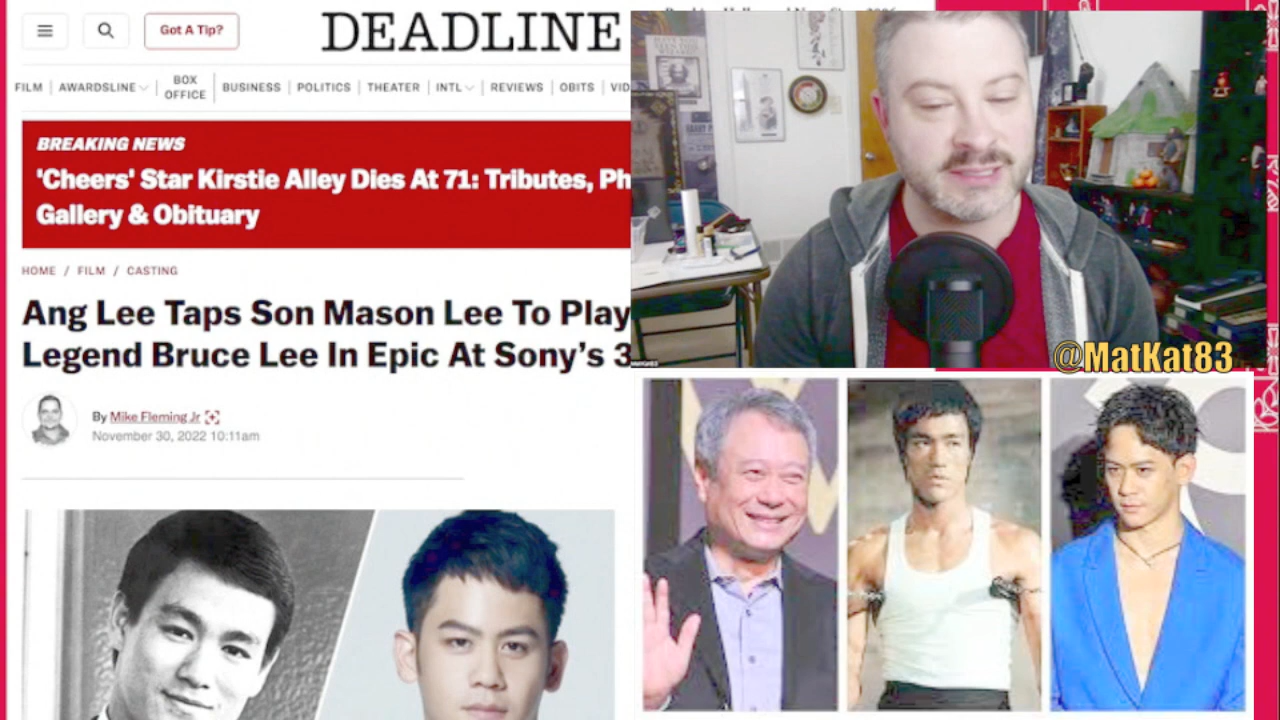 Got A Tip?
DEADLINE
FILM
AWARDSLINE
BOX
OFFICE
BUSINESS
POLITICS
THEATER
INTL
REVIEWS
OBITS
VID
BREAKING NEWS
'Cheers' Star Kirstie Alley Dies At 71: Tributes, Ph
Gallery & Obituary
HOME / FILM / CASTING
Ang Lee Taps Son Mason Lee To Play
Legend Bruce Lee In Epic At Sony's 3
By Mike Fleming Jr
November 30, 2022 10:11am
@MatKat83